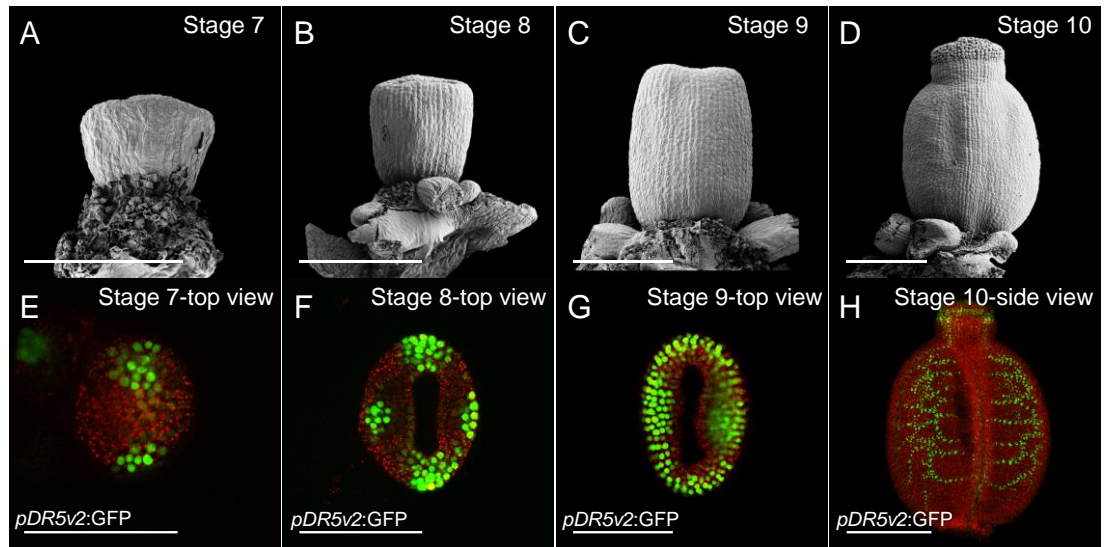 A
Stage 7
B
Stage 8
C
Stage 9
D
Stage 10
E
Stage 7-top view
F
Stage 8-top view
G
Stage 9-top view
H
Stage 10-side view
pDR5v2:GFP
pDR5v2:GFP
pDR5v2:GFP
pDR5v2:GFP